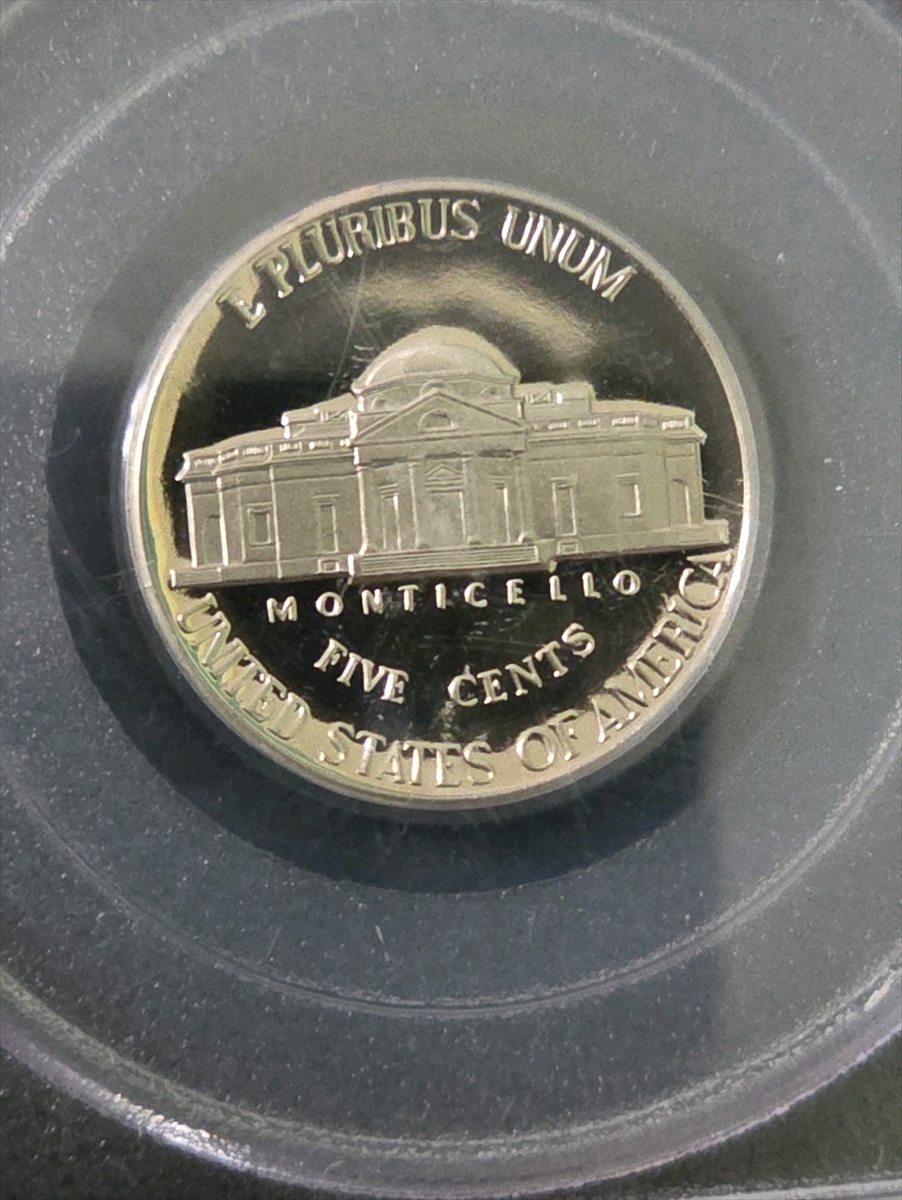 E PLURIBUS UNUM
MONTICELLO
FIVE CENTS
UNITED STATES OF AMERICA